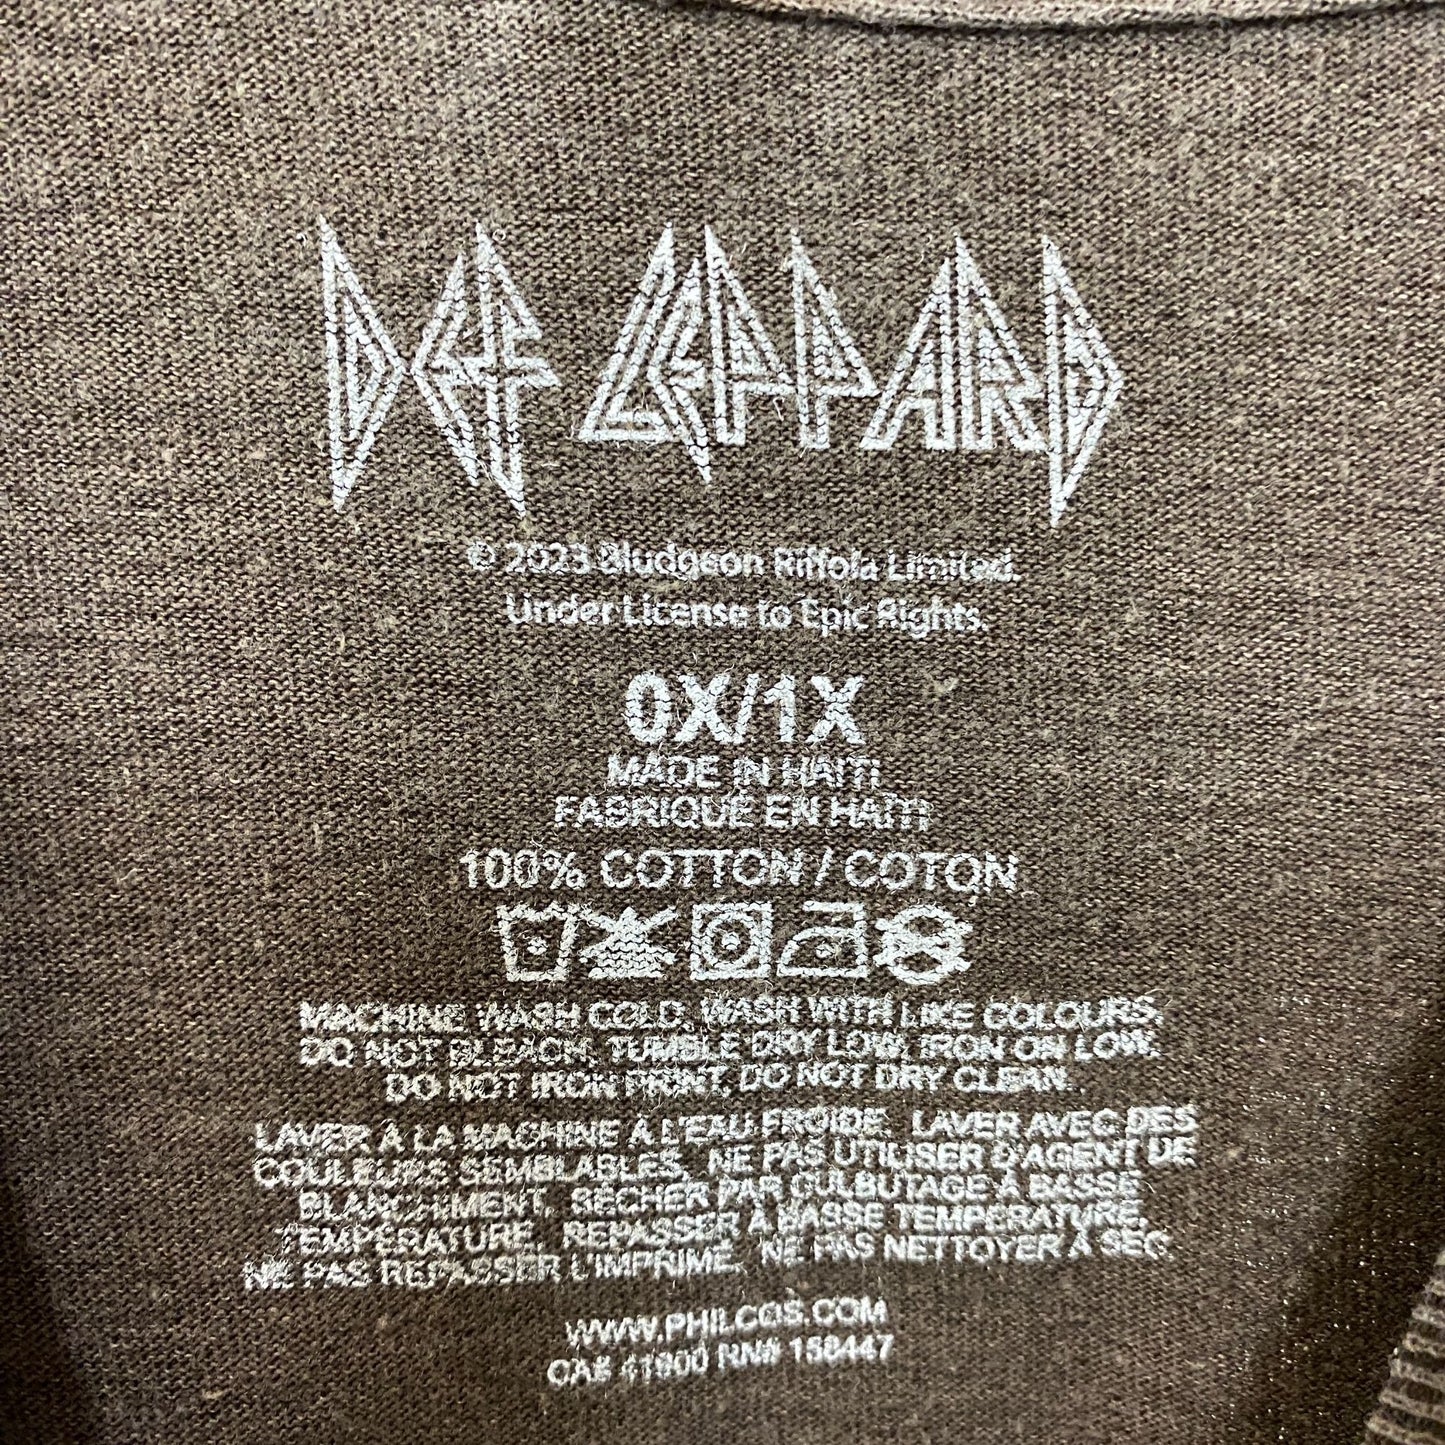 DEF LEPPARD
© 2023 Bludgeon Riffola Limited.
Under License to Epic Rights.
0X/1X
MADE IN HAITI
FABRIQUÉ EN HAÏTI
100% COTTON / COTON
MACHINE WASH COLD, WASH WITH LIKE COLOURS,
DO NOT BLEACH, TUMBLE DRY LOW, IRON ON LOW,
DO NOT IRON PRINT, DO NOT DRY CLEAN.
LAVER À LA MACHINE À L'EAU FROIDE, LAVER AVEC DES
COULEURS SEMBLABLES, NE PAS UTILISER D'AGENT DE
BLANCHIMENT, SÉCHER PAR CULBUTAGE À BASSE
TEMPÉRATURE, REPASSER À BASSE TEMPÉRATURE,
NE PAS REPASSER L'IMPRIMÉ, NE PAS NETTOYER À SEC
WWW.PHILCOS.COM
CA# 41900 RN# 158447